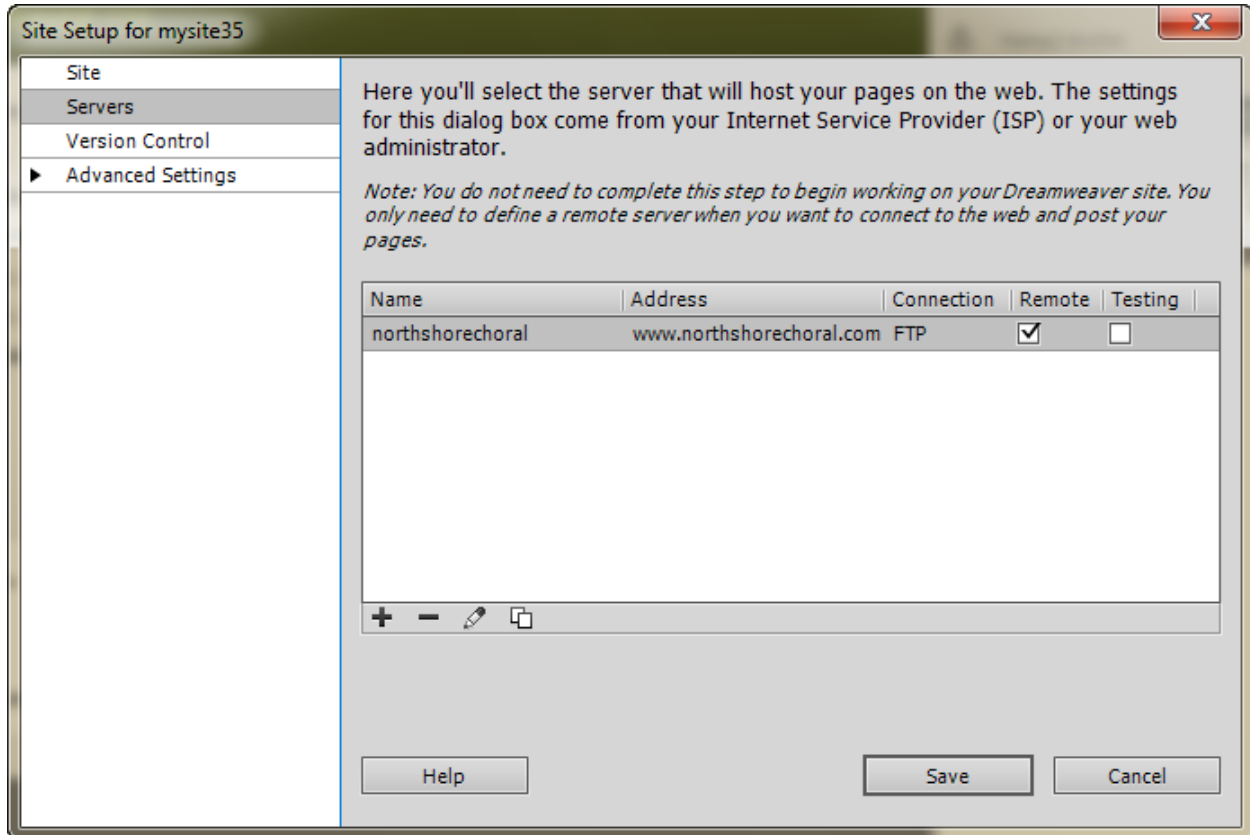 Site Setup for mysite35
Site
Servers
Version Control
Advanced Settings
Here you'll select the server that will host your pages on the web. The settings
for this dialog box come from your Internet Service Provider (ISP) or your web
administrator.
Note: You do not need to complete this step to begin working on your Dreamweaver site. You
only need to define a remote server when you want to connect to the web and post your
pages.
Name Address Connection Remote Testing
northshorechoral www.northshorechoral.com FTP
Help Save Cancel